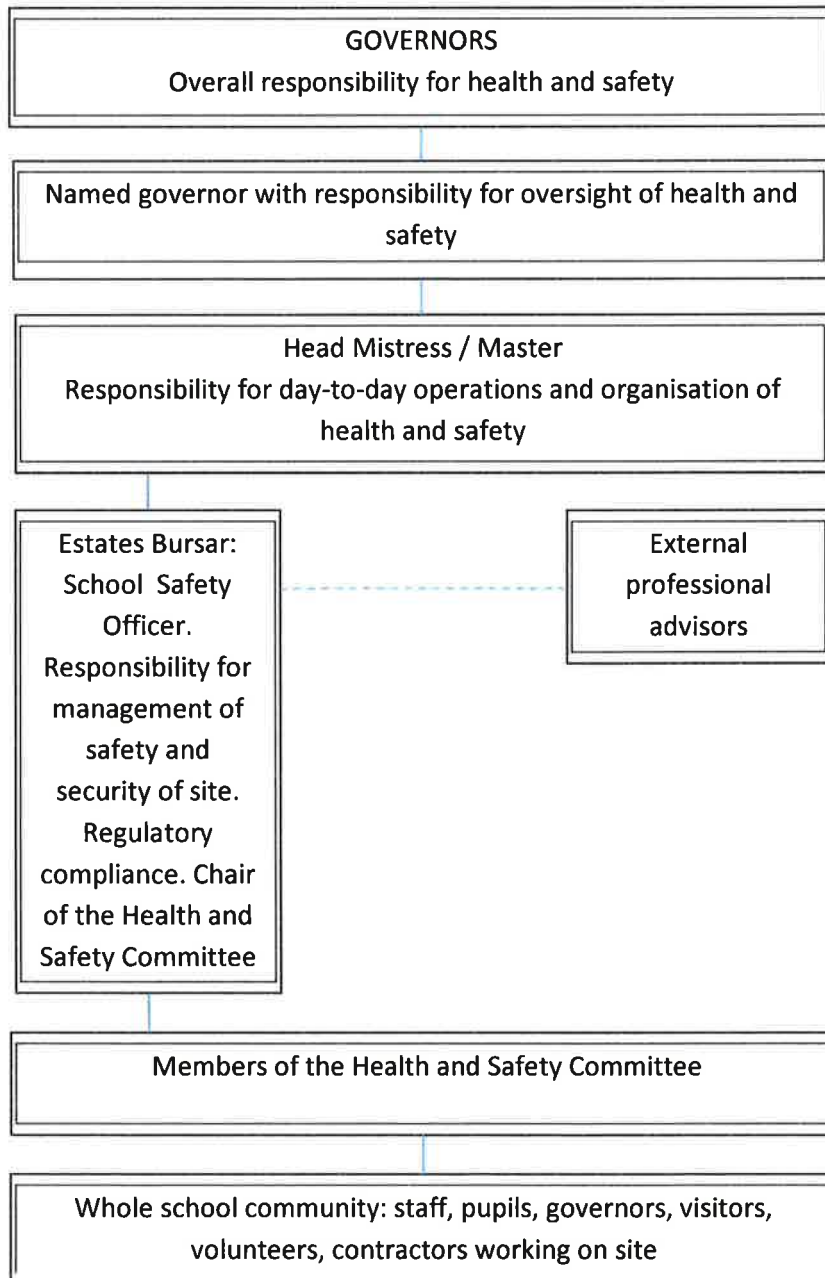 GOVERNORS
Overall responsibility for health and safety
Named governor with responsibility for oversight of health and
safety
Head Mistress / Master
Responsibility for day-to-day operations and organisation of
health and safety
Estates Bursar:
School Safety
Officer.
Responsibility for
management of
safety and
security of site.
Regulatory
compliance. Chair
of the Health and
Safety Committee
External
professional
advisors
Members of the Health and Safety Committee
Whole school community: staff, pupils, governors, visitors,
volunteers, contractors working on site